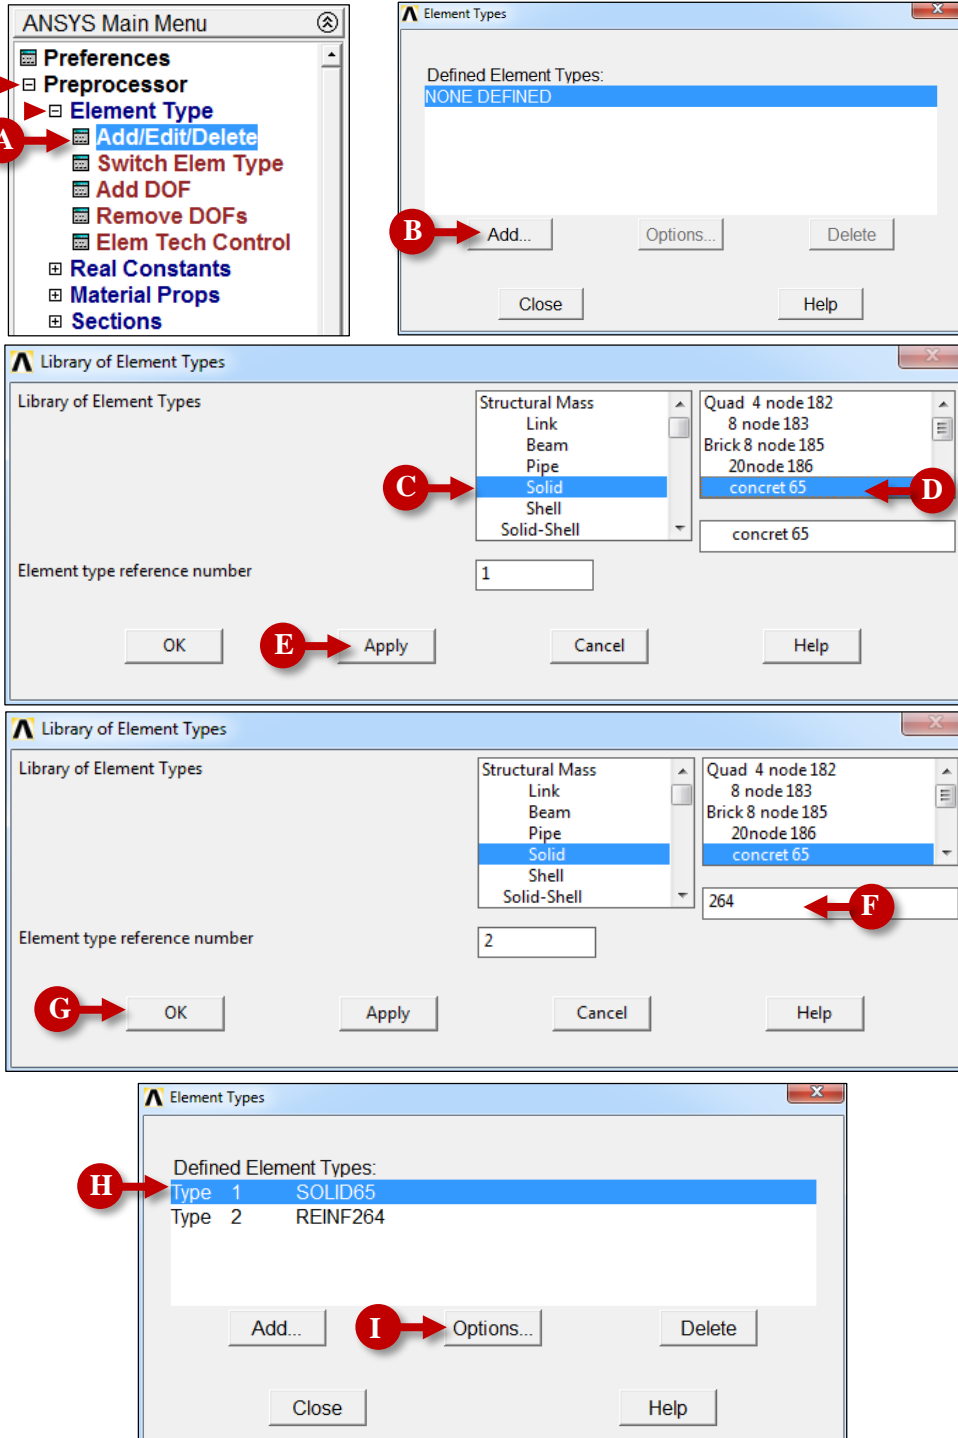 ANSYS Main Menu
Preferences
Preprocessor
Element Type
A
Add/Edit/Delete
Switch Elem Type
Add DOF
Remove DOFs
Elem Tech Control
Real Constants
Material Props
Sections
Element Types
Defined Element Types:
NONE DEFINED
B
Add... Options... Delete
Close Help
Library of Element Types
Library of Element Types
Structural Mass
Link
Beam
Pipe
Solid
Shell
Solid-Shell
C
Quad 4 node 182
8 node 183
Brick 8 node 185
20node 186
concret 65
D
concret 65
Element type reference number
1
OK E Apply Cancel Help
Library of Element Types
Library of Element Types
Structural Mass
Link
Beam
Pipe
Solid
Shell
Solid-Shell
Quad 4 node 182
8 node 183
Brick 8 node 185
20node 186
concret 65
264 F
Element type reference number
2
G OK Apply Cancel Help
Element Types
Defined Element Types:
H Type 1 SOLID65
Type 2 REINF264
Add... I Options... Delete
Close Help